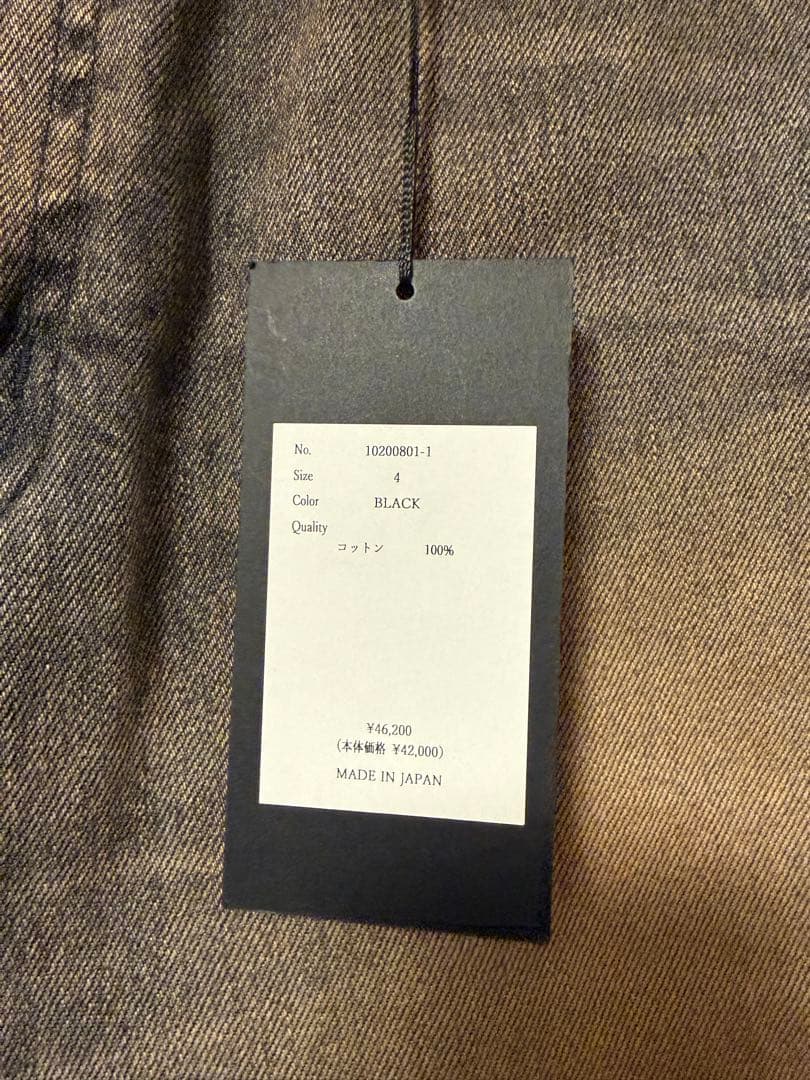 No. 10200801-1
Size 4
Color BLACK
Quality
コットン 100%
¥46,200
(本体価格 ¥42,000)
MADE IN JAPAN